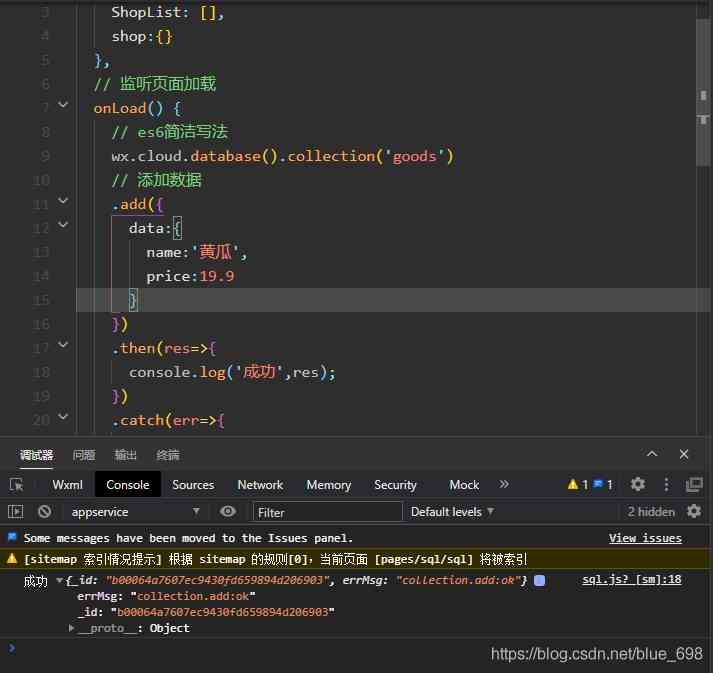 3 ShopList: [],
4 shop:{}
5 },
6 // 监听页面加载
7 onLoad() {
8 // es6简洁写法
9 wx.cloud.database().collection('goods')
10 // 添加数据
11 .add({
12 data:{
13 name:'黄瓜',
14 price:19.9
15 }
16 })
17 .then(res=>{
18 console.log('成功',res);
19 })
20 .catch(err=>{
调试器 问题 输出 终端
Wxml Console Sources Network Memory Security Mock » 1 1
appservice Filter Default levels 2 hidden
Some messages have been moved to the Issues panel. View issues
[sitemap 索引情况提示] 根据 sitemap 的规则[0]，当前页面 [pages/sql/sql] 将被索引
成功 {_id: "b00064a7607ec9430fd659894d206903", errMsg: "collection.add:ok"} sql.js? [sm]:18
errMsg: "collection.add:ok"
_id: "b00064a7607ec9430fd659894d206903"
__proto__: Object
https://blog.csdn.net/blue_698